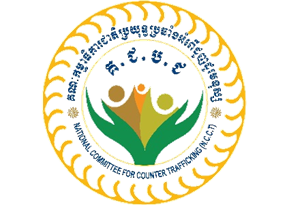 គណៈកម្មាធិការជាតិប្រយុទ្ធប្រឆាំងអំពើជួញដូរមនុស្ស
គ.ជ.ប.ជ
NATIONAL COMMITTEE FOR COUNTER TRAFFICKING (N.C.C.T)